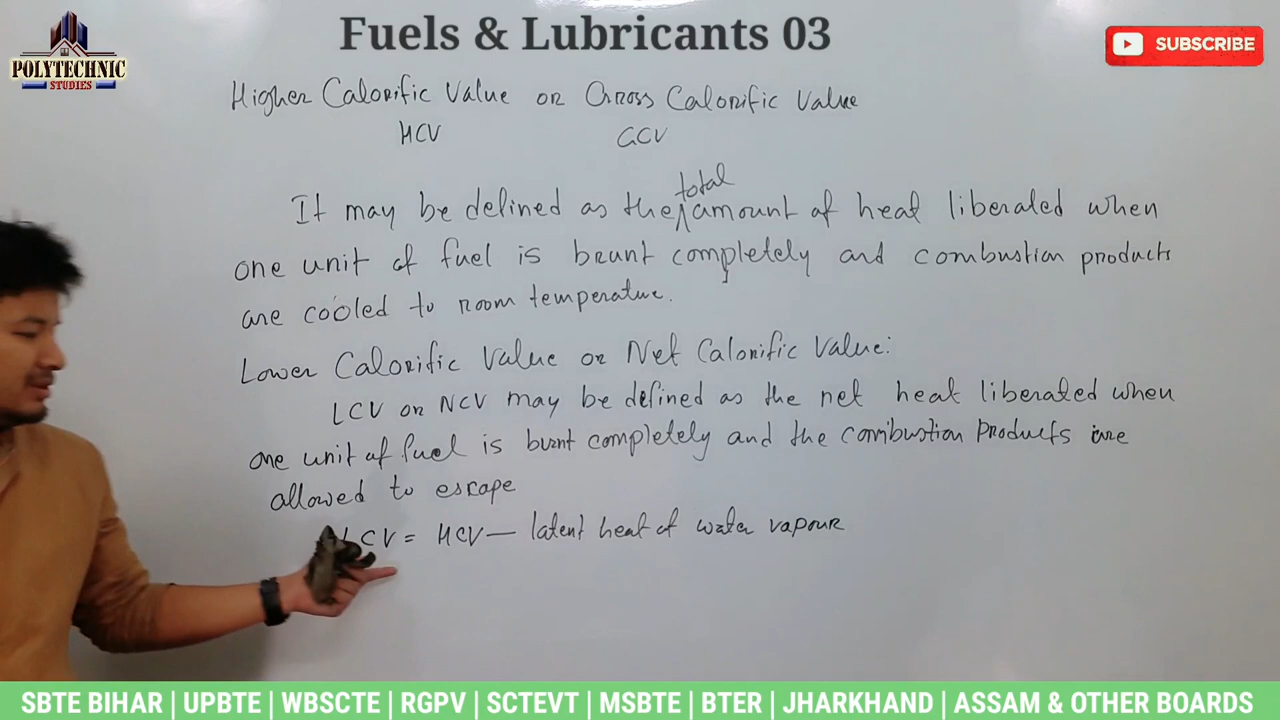 Fuels & Lubricants 03
POLYTECHNIC
STUDIES
SUBSCRIBE
Higher Calorific Value or Gross Calorific Value
HCV GCV
total
It may be defined as the amount of heat liberated when
one unit of fuel is brunt completely and combustion products
are cooled to room temperature.
Lower Calorific Value or Net Calorific Value:
LCV or NCV may be defined as the net heat liberated when
one unit of fuel is burnt completely and the combustion products are
allowed to escape
LCV = HCV — latent heat of water vapour
SBTE BIHAR | UPBTE | WBSCTE | RGPV | SCTEVT | MSBTE | BTER | JHARKHAND | ASSAM & OTHER BOARDS